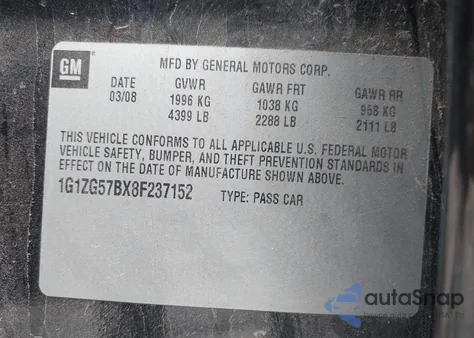 GM
MFD BY GENERAL MOTORS CORP.
DATE GVWR GAWR FRT GAWR RR
03/08 1996 KG 1038 KG 958 KG
4399 LB 2288 LB 2111 LB
THIS VEHICLE CONFORMS TO ALL APPLICABLE U.S. FEDERAL MOTOR
VEHICLE SAFETY, BUMPER, AND THEFT PREVENTION STANDARDS IN
EFFECT ON THE DATE OF MANUFACTURE SHOWN ABOVE.
1G1ZG57BX8F237152 TYPE: PASS CAR
autoSnap